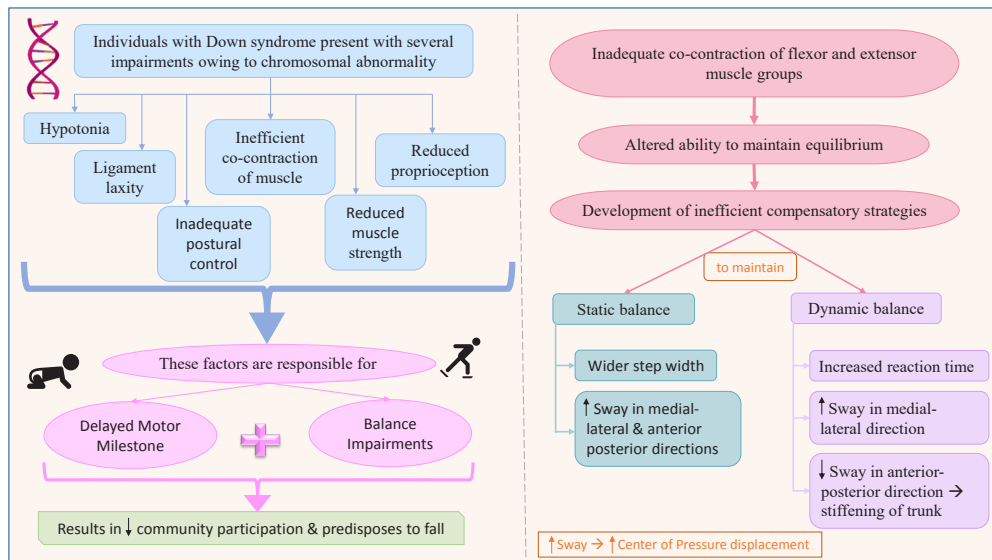 Individuals with Down syndrome present with several
impairments owing to chromosomal abnormality
Hypotonia
Ligament
laxity
Inadequate
postural
control
Inefficient
co-contraction of
muscle
Reduced
muscle
strength
Reduced
proprioception
These factors are responsible for
Delayed Motor
Milestone
Balance
Impairments
Results in ↓ community participation & predisposes to fall
Inadequate co-contraction of flexor and extensor
muscle groups
Altered ability to maintain equilibrium
Development of inefficient compensatory strategies
to maintain
Static balance
Wider step width
↑ Sway in medial-
lateral & anterior
posterior directions
Dynamic balance
Increased reaction time
↑ Sway in medial-
lateral direction
↓ Sway in anterior-
posterior direction →
stiffening of trunk
↑ Sway → ↑ Center of Pressure displacement